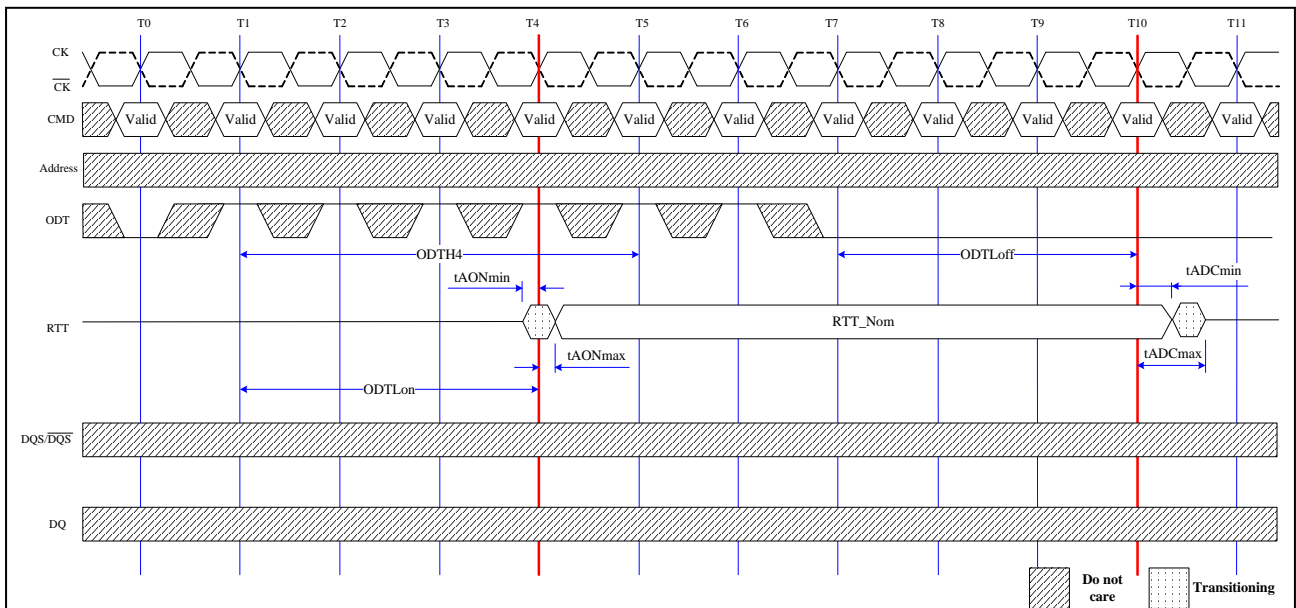 T0 T1 T2 T3 T4 T5 T6 T7 T8 T9 T10 T11
CK
CK
CMD Valid Valid Valid Valid Valid Valid Valid Valid Valid Valid Valid Valid
Address
ODT
ODTH4 ODTLoff
tAONmin tADCmin
RTT RTT_Nom
tAONmax tADCmax
ODTLon
DQS/DQS
DQ
Do not care Transitioning